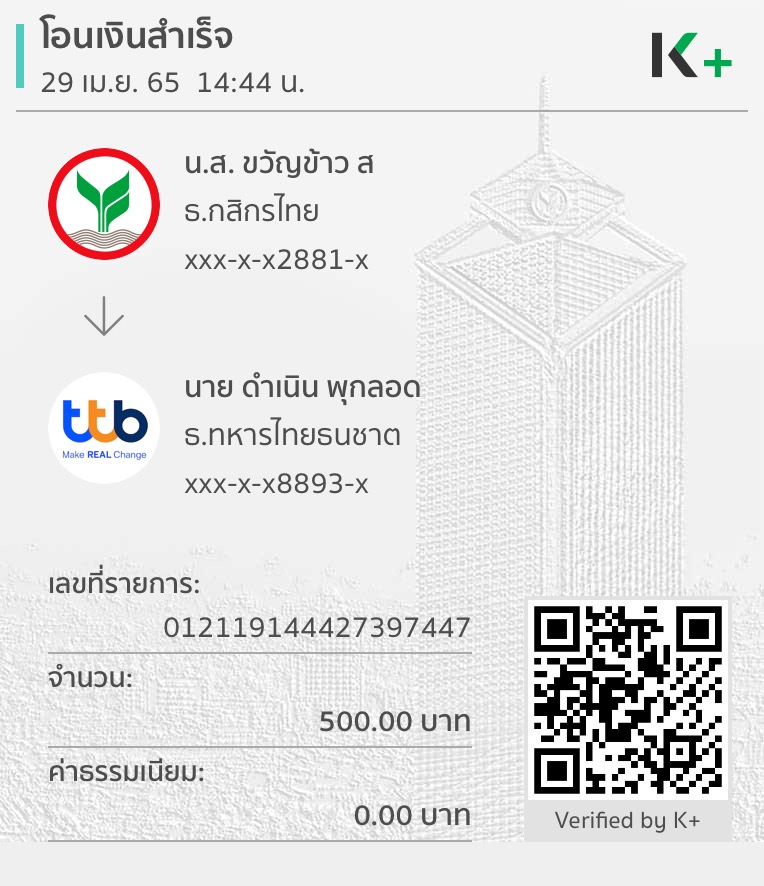 โอนเงินสำเร็จ
29 เม.ย. 65 14:44 น.
K+
น.ส. ขวัญข้าว ส
ธ.กสิกรไทย
xxx-x-x2881-x
นาย ดำเนิน พุกลอด
ttb
Make REAL Change
ธ.ทหารไทยธนชาต
xxx-x-x8893-x
เลขที่รายการ:
012119144427397447
จำนวน:
500.00 บาท
ค่าธรรมเนียม:
0.00 บาท
Verified by K+